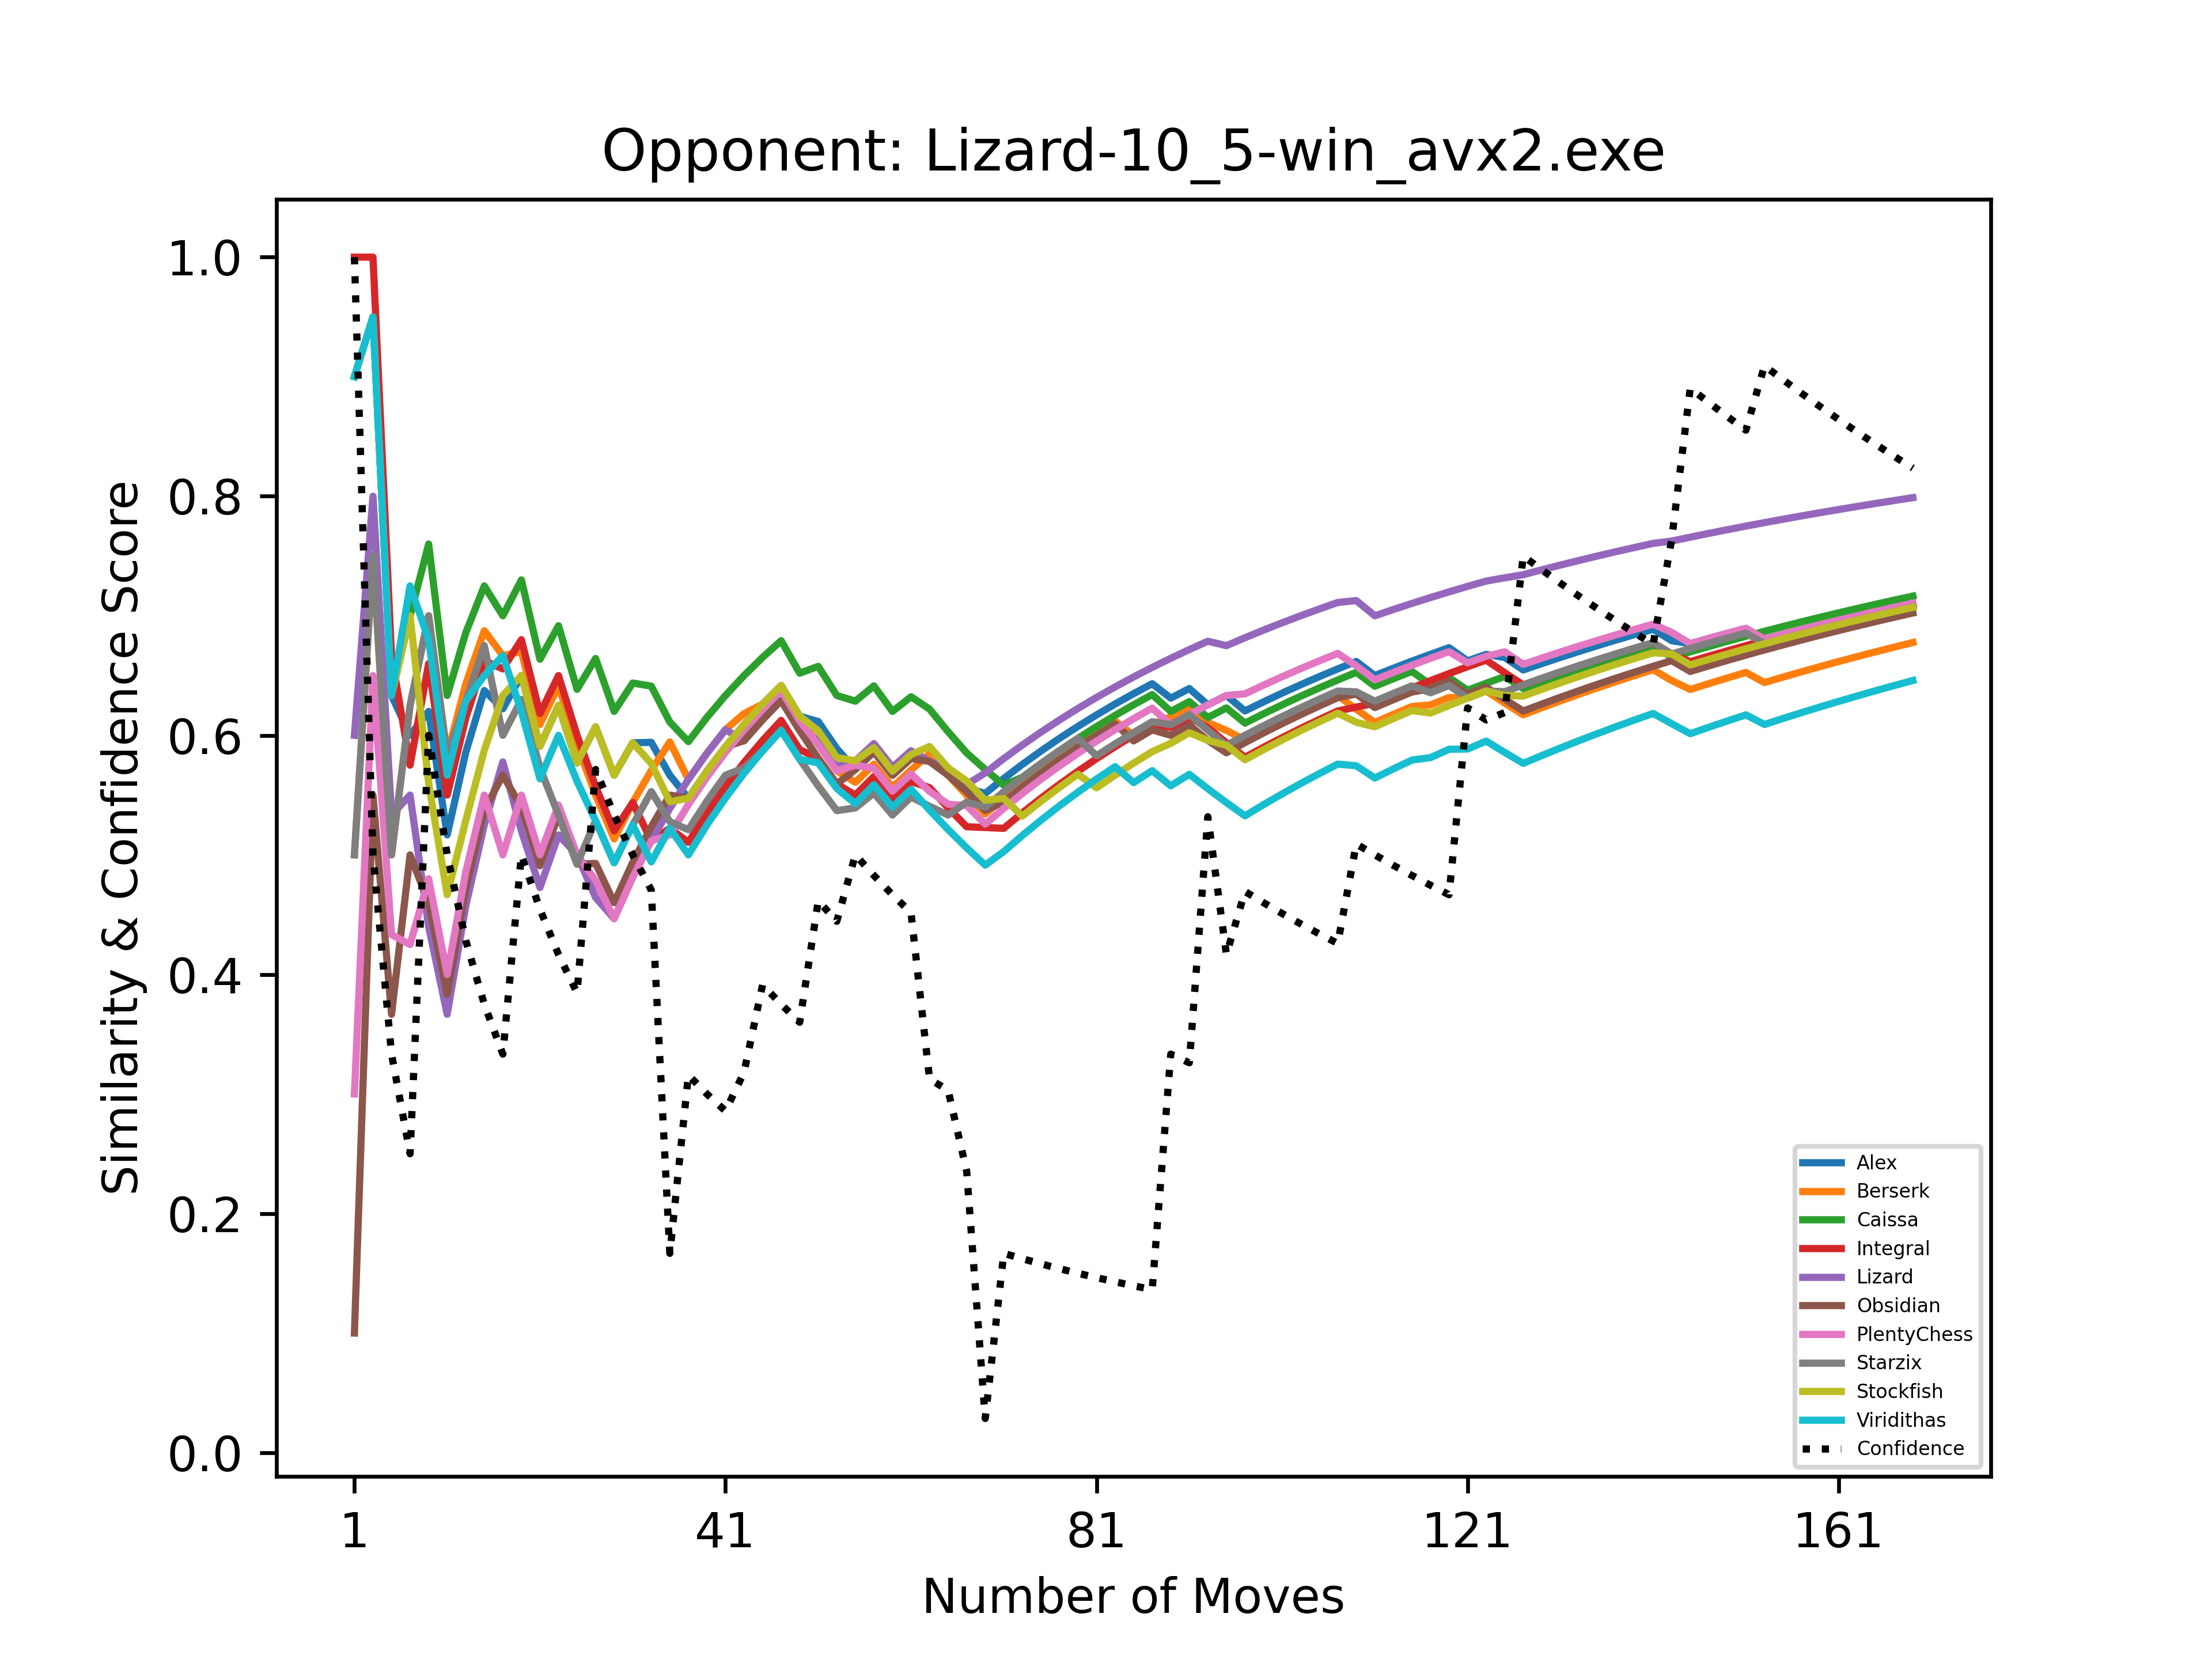 Opponent: Lizard-10_5-win_avx2.exe
Similarity & Confidence Score
1.0
0.8
0.6
0.4
0.2
0.0
1 41 81 121 161
Number of Moves
Alex
Berserk
Caissa
Integral
Lizard
Obsidian
PlentyChess
Starzix
Stockfish
Viridithas
Confidence